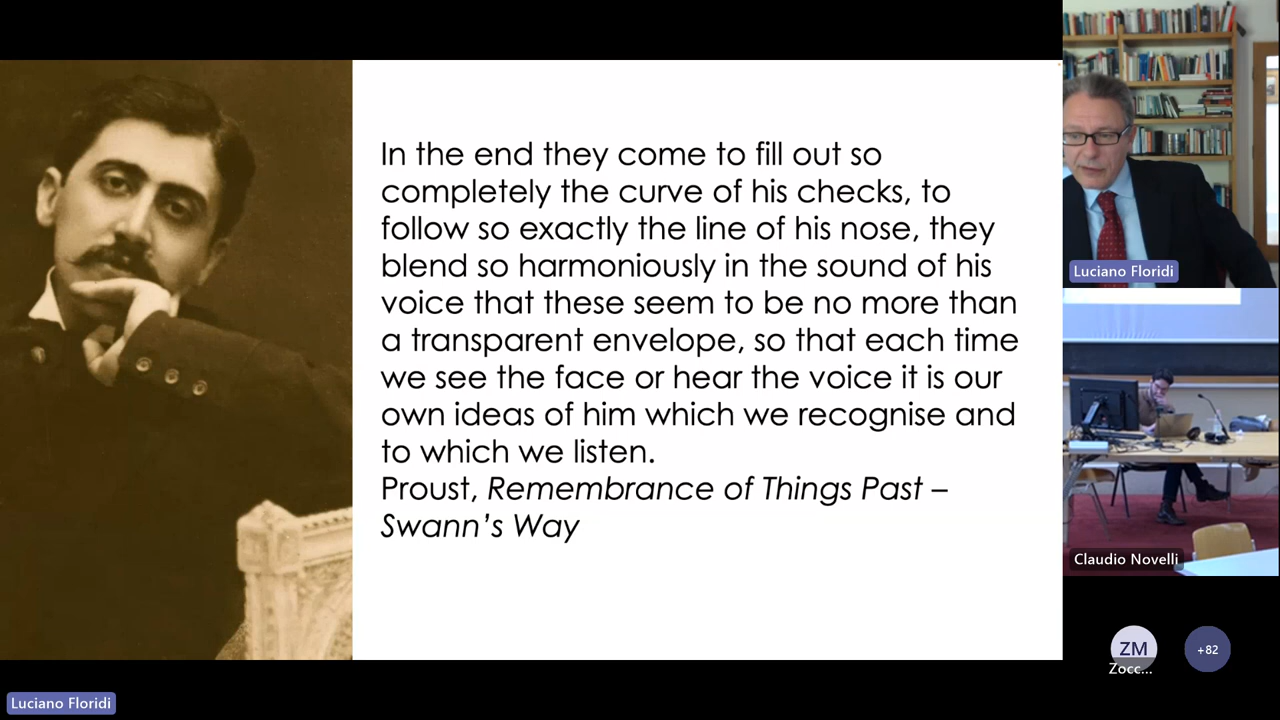 In the end they come to fill out so
completely the curve of his checks, to
follow so exactly the line of his nose, they
blend so harmoniously in the sound of his
voice that these seem to be no more than
a transparent envelope, so that each time
we see the face or hear the voice it is our
own ideas of him which we recognise and
to which we listen.
Proust, Remembrance of Things Past –
Swann's Way
Luciano Floridi
Claudio Novelli
ZM
Zocc...
+82
Luciano Floridi